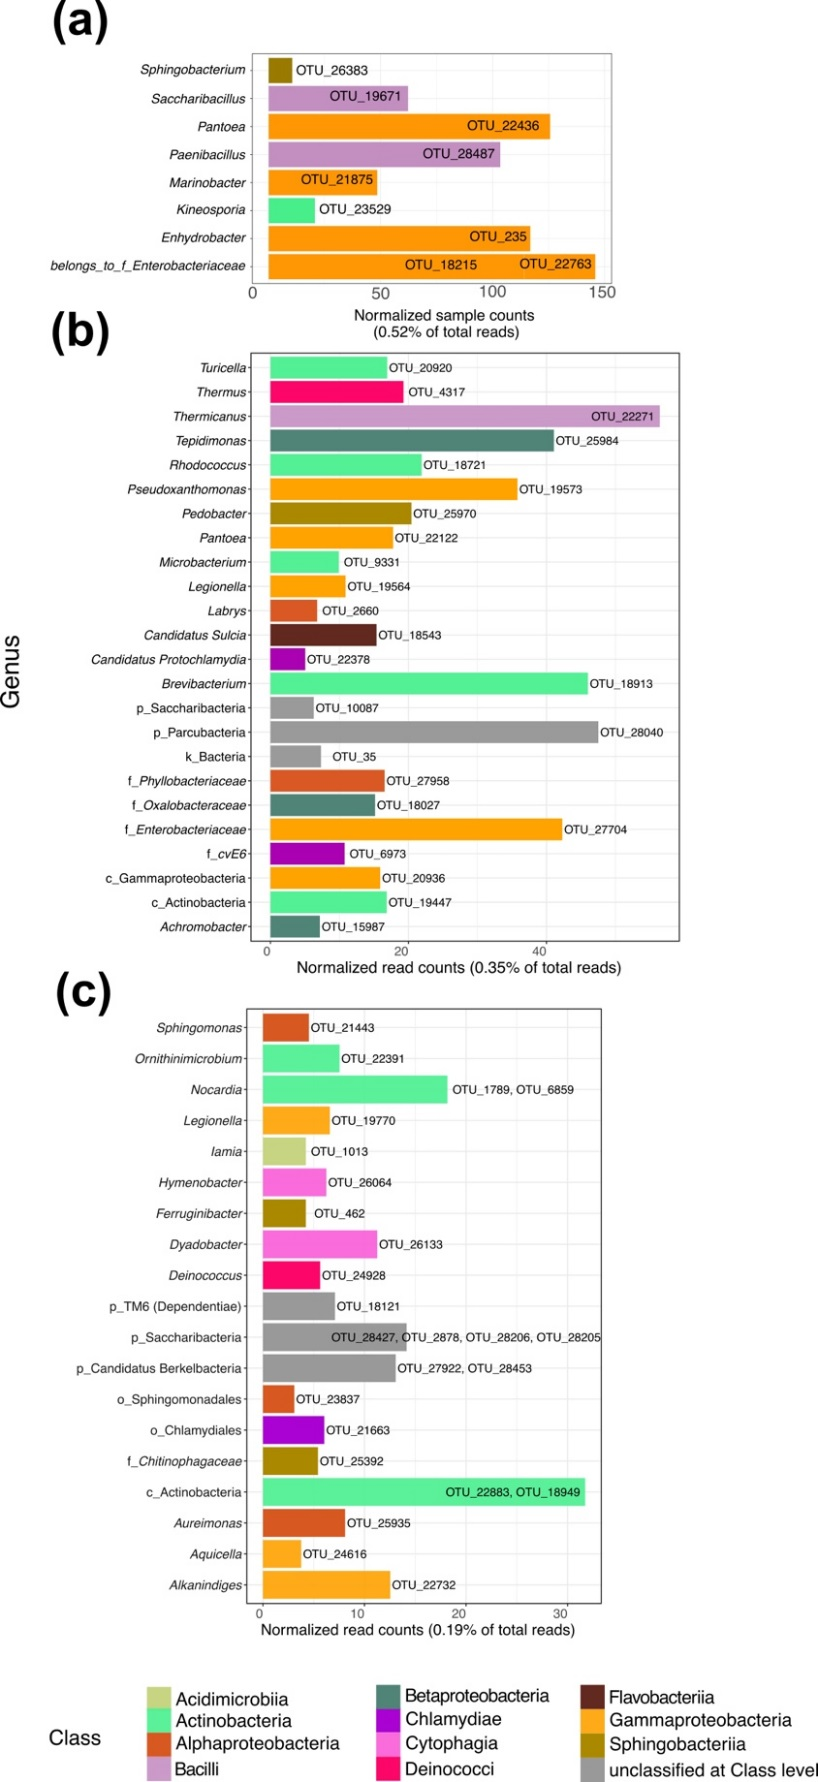 (a)
Sphingobacterium OTU_26383
Saccharibacillus OTU_19671
Pantoea OTU_22436
Paenibacillus OTU_28487
Marinobacter OTU_21875
Kineosporia OTU_23529
Enhydrobacter OTU_235
belongs_to_f_Enterobacteriaceae OTU_18215 OTU_22763
0 50 100 150
Normalized sample counts
(0.52% of total reads)
(b)
Turicella OTU_20920
Thermus OTU_4317
Thermicanus OTU_22271
Tepidimonas OTU_25984
Rhodococcus OTU_18721
Pseudoxanthomonas OTU_19573
Pedobacter OTU_25970
Pantoea OTU_22122
Microbacterium OTU_9331
Legionella OTU_19564
Labrys OTU_2660
Candidatus Sulcia OTU_18543
Candidatus Protochlamydia OTU_22378
Brevibacterium OTU_18913
p_Saccharibacteria OTU_10087
p_Parcubacteria OTU_28040
k_Bacteria OTU_35
f_Phyllobacteriaceae OTU_27958
f_Oxalobacteraceae OTU_18027
f_Enterobacteriaceae OTU_27704
f_cvE6 OTU_6973
c_Gammaproteobacteria OTU_20936
c_Actinobacteria OTU_19447
Achromobacter OTU_15987
0 20 40
Normalized read counts (0.35% of total reads)
Genus
(c)
Sphingomonas OTU_21443
Ornithinimicrobium OTU_22391
Nocardia OTU_1789, OTU_6859
Legionella OTU_19770
Iamia OTU_1013
Hymenobacter OTU_26064
Ferruginibacter OTU_462
Dyadobacter OTU_26133
Deinococcus OTU_24928
p_TM6 (Dependentiae) OTU_18121
p_Saccharibacteria OTU_28427, OTU_2878, OTU_28206, OTU_28205
p_Candidatus Berkelbacteria OTU_27922, OTU_28453
o_Sphingomonadales OTU_23837
o_Chlamydiales OTU_21663
f_Chitinophagaceae OTU_25392
c_Actinobacteria OTU_22883, OTU_18949
Aureimonas OTU_25935
Aquicella OTU_24616
Alkanindiges OTU_22732
0 10 20 30
Normalized read counts (0.19% of total reads)
Class
Acidimicrobiia
Actinobacteria
Alphaproteobacteria
Bacilli
Betaproteobacteria
Chlamydiae
Cytophagia
Deinococci
Flavobacteriia
Gammaproteobacteria
Sphingobacteriia
unclassified at Class level